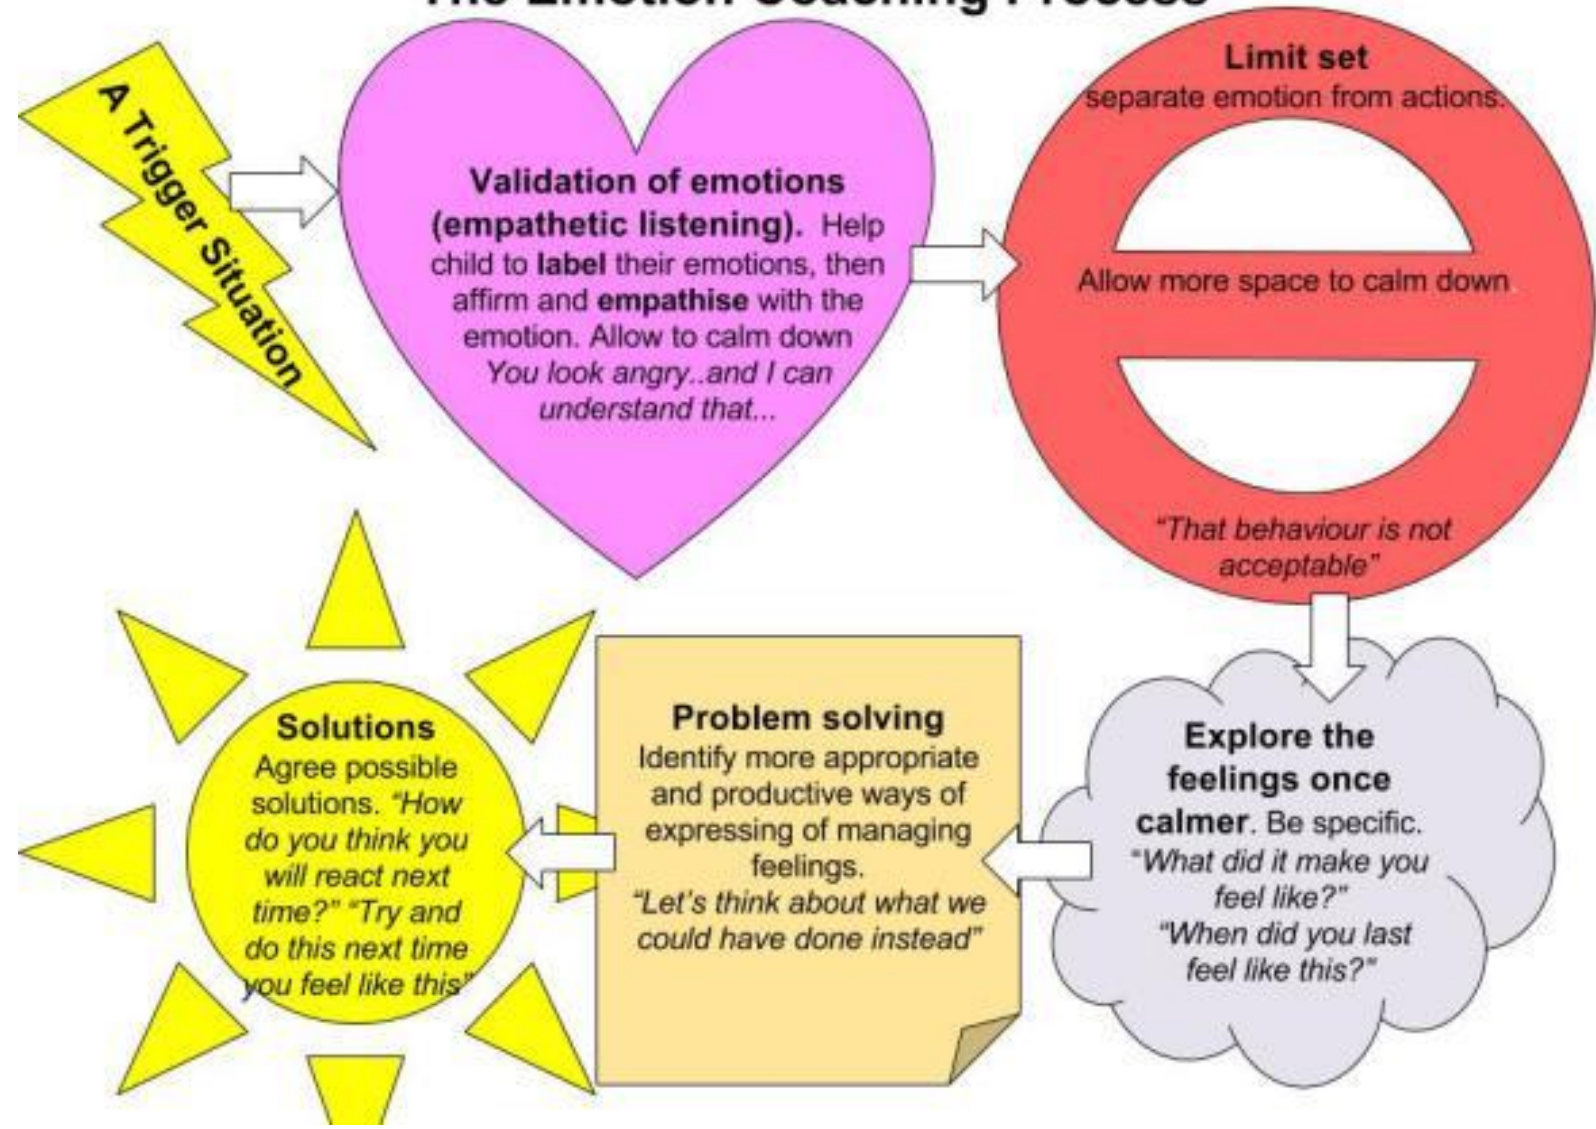 The Emotion Coaching Process
A Trigger Situation
Validation of emotions
(empathetic listening). Help
child to label their emotions, then
affirm and empathise with the
emotion. Allow to calm down
You look angry..and I can
understand that...
Limit set
separate emotion from actions.
Allow more space to calm down.
“That behaviour is not
acceptable”
Explore the
feelings once
calmer. Be specific.
“What did it make you
feel like?”
“When did you last
feel like this?”
Problem solving
Identify more appropriate
and productive ways of
expressing of managing
feelings.
“Let’s think about what we
could have done instead”
Solutions
Agree possible
solutions. “How
do you think you
will react next
time?” “Try and
do this next time
you feel like this”